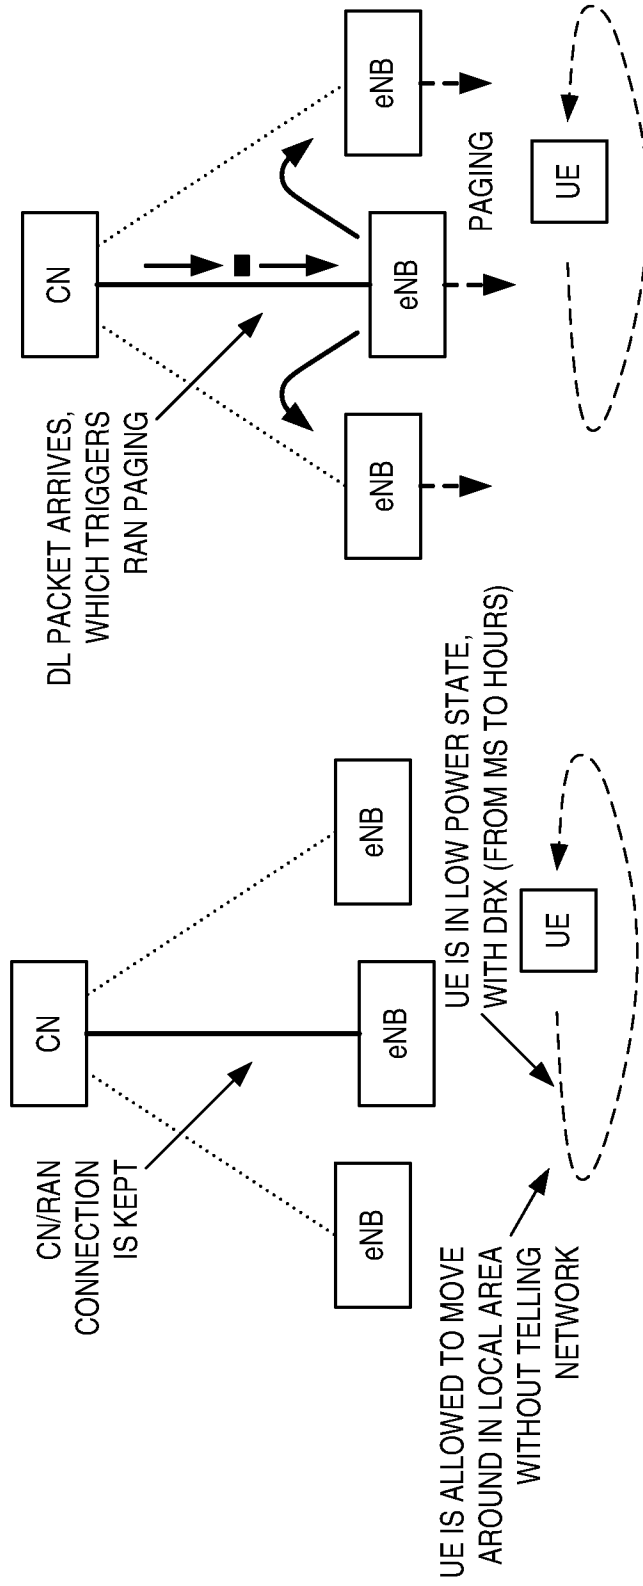 CN
CN/RAN
CONNECTION
IS KEPT
eNB
eNB
eNB
UE IS IN LOW POWER STATE,
WITH DRX (FROM MS TO HOURS)
UE
UE IS ALLOWED TO MOVE
AROUND IN LOCAL AREA
WITHOUT TELLING
NETWORK
CN
DL PACKET ARRIVES,
WHICH TRIGGERS
RAN PAGING
eNB
eNB
eNB
PAGING
UE